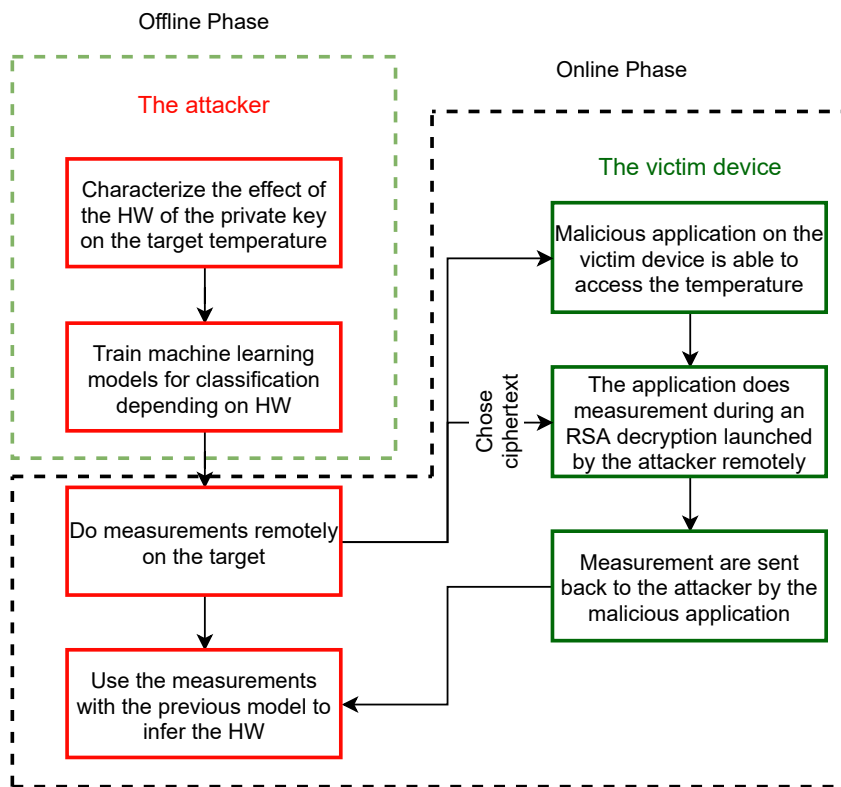 Offline Phase
The attacker
Characterize the effect of
the HW of the private key
on the target temperature
Train machine learning
models for classification
depending on HW
Do measurements remotely
on the target
Use the measurements
with the previous model to
infer the HW
Online Phase
The victim device
Malicious application on the
victim device is able to
access the temperature
Chose
ciphertext
The application does
measurement during an
RSA decryption launched
by the attacker remotely
Measurement are sent
back to the attacker by the
malicious application